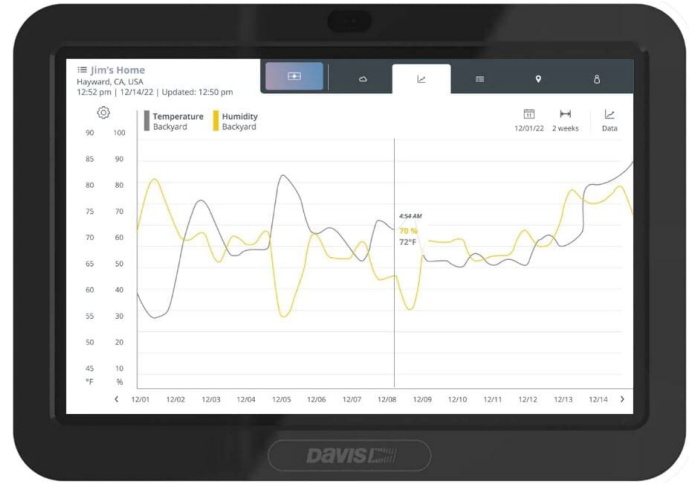 Jim's Home
Hayward, CA, USA
12:52 pm | 12/14/22 | Updated: 12:50 pm
Temperature
Backyard
Humidity
Backyard
12/01/22
2 weeks
Data
90 100
85 90
80 80
75 70
70 60
65 50
60 40
55 30
50 20
45 10
°F %
4:54 AM
70 %
72°F
12/01 12/02 12/03 12/04 12/05 12/06 12/07 12/08 12/09 12/10 12/11 12/12 12/13 12/14
DAVIS